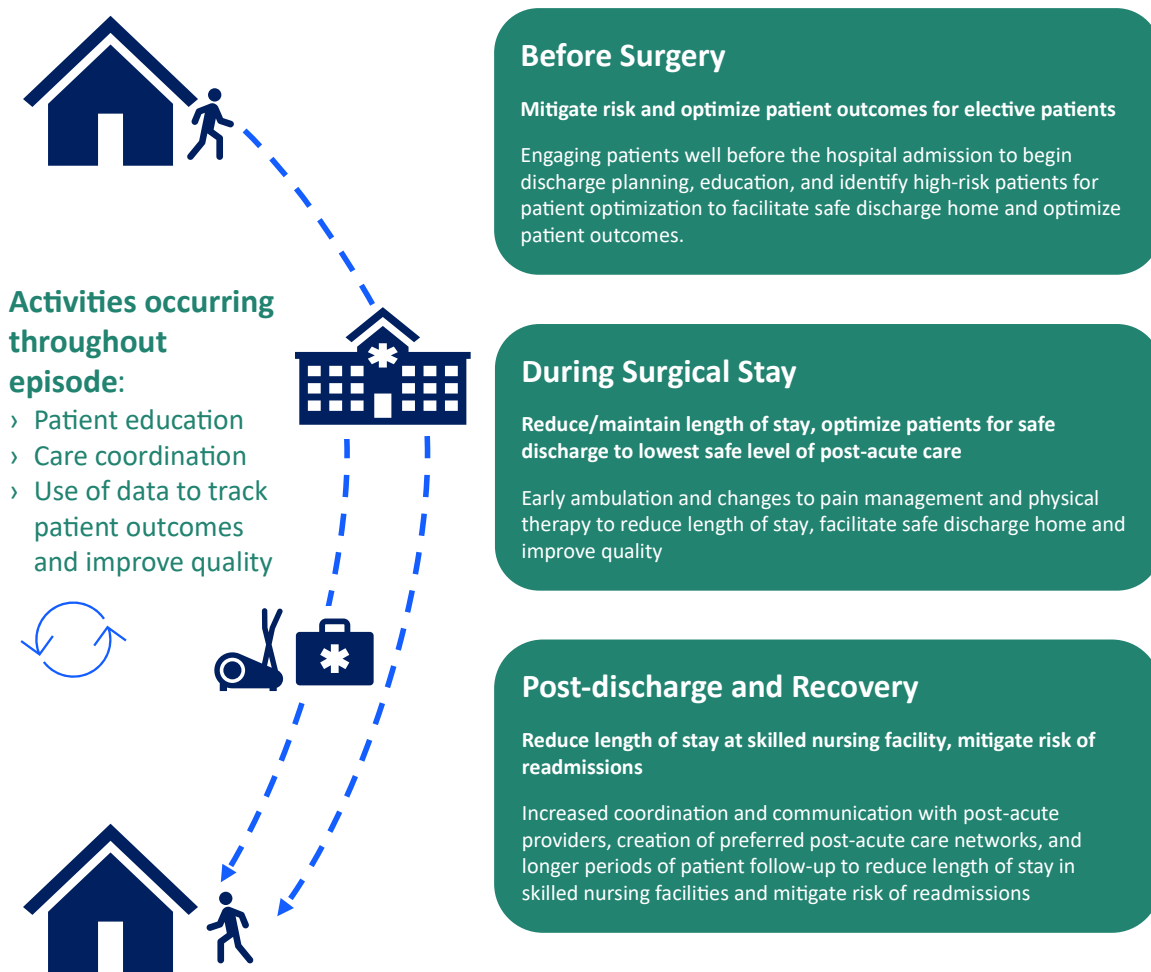 Before Surgery
Mitigate risk and optimize patient outcomes for elective patients
Engaging patients well before the hospital admission to begin
discharge planning, education, and identify high-risk patients for
patient optimization to facilitate safe discharge home and optimize
patient outcomes.
Activities occurring
throughout
episode:
› Patient education
› Care coordination
› Use of data to track
patient outcomes
and improve quality
During Surgical Stay
Reduce/maintain length of stay, optimize patients for safe
discharge to lowest safe level of post-acute care
Early ambulation and changes to pain management and physical
therapy to reduce length of stay, facilitate safe discharge home and
improve quality
Post-discharge and Recovery
Reduce length of stay at skilled nursing facility, mitigate risk of
readmissions
Increased coordination and communication with post-acute
providers, creation of preferred post-acute care networks, and
longer periods of patient follow-up to reduce length of stay in
skilled nursing facilities and mitigate risk of readmissions